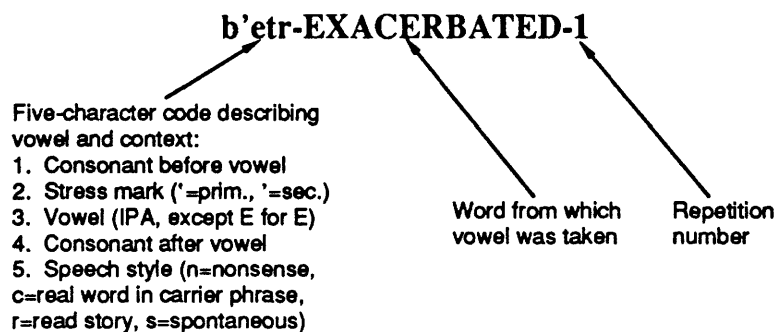 b'etr-EXACERBATED-1
Five-character code describing
vowel and context:
1. Consonant before vowel
2. Stress mark ('=prim., '=sec.)
3. Vowel (IPA, except E for E)
4. Consonant after vowel
5. Speech style (n=nonsense,
c=real word in carrier phrase,
r=read story, s=spontaneous)
Word from which
vowel was taken
Repetition
number